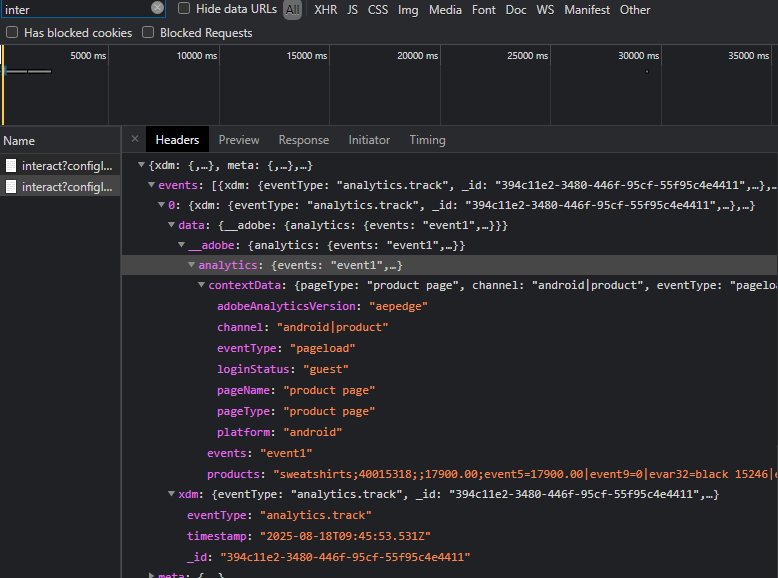 inter Hide data URLs All XHR JS CSS Img Media Font Doc WS Manifest Other
Has blocked cookies Blocked Requests
5000 ms 10000 ms 15000 ms 20000 ms 25000 ms 30000 ms 35000 ms
Name × Headers Preview Response Initiator Timing
interact?configI...
interact?configI...
{xdm: {,…}, meta: {,…},…}
events: [{xdm: {eventType: "analytics.track", _id: "394c11e2-3480-446f-95cf-55f95c4e4411",…},…
0: {xdm: {eventType: "analytics.track", _id: "394c11e2-3480-446f-95cf-55f95c4e4411",…},…}
data: {__adobe: {analytics: {events: "event1",…}}}
__adobe: {analytics: {events: "event1",…}}
analytics: {events: "event1",…}
contextData: {pageType: "product page", channel: "android|product", eventType: "pageloa
adobeAnalyticsVersion: "aepedge"
channel: "android|product"
eventType: "pageload"
loginStatus: "guest"
pageName: "product page"
pageType: "product page"
platform: "android"
events: "event1"
products: "sweatshirts;40015318;;17900.00;event5=17900.00|event9=0|evar32=black 15246|
xdm: {eventType: "analytics.track", _id: "394c11e2-3480-446f-95cf-55f95c4e4411",…}
eventType: "analytics.track"
timestamp: "2025-08-18T09:45:53.531Z"
_id: "394c11e2-3480-446f-95cf-55f95c4e4411"
meta: {…}